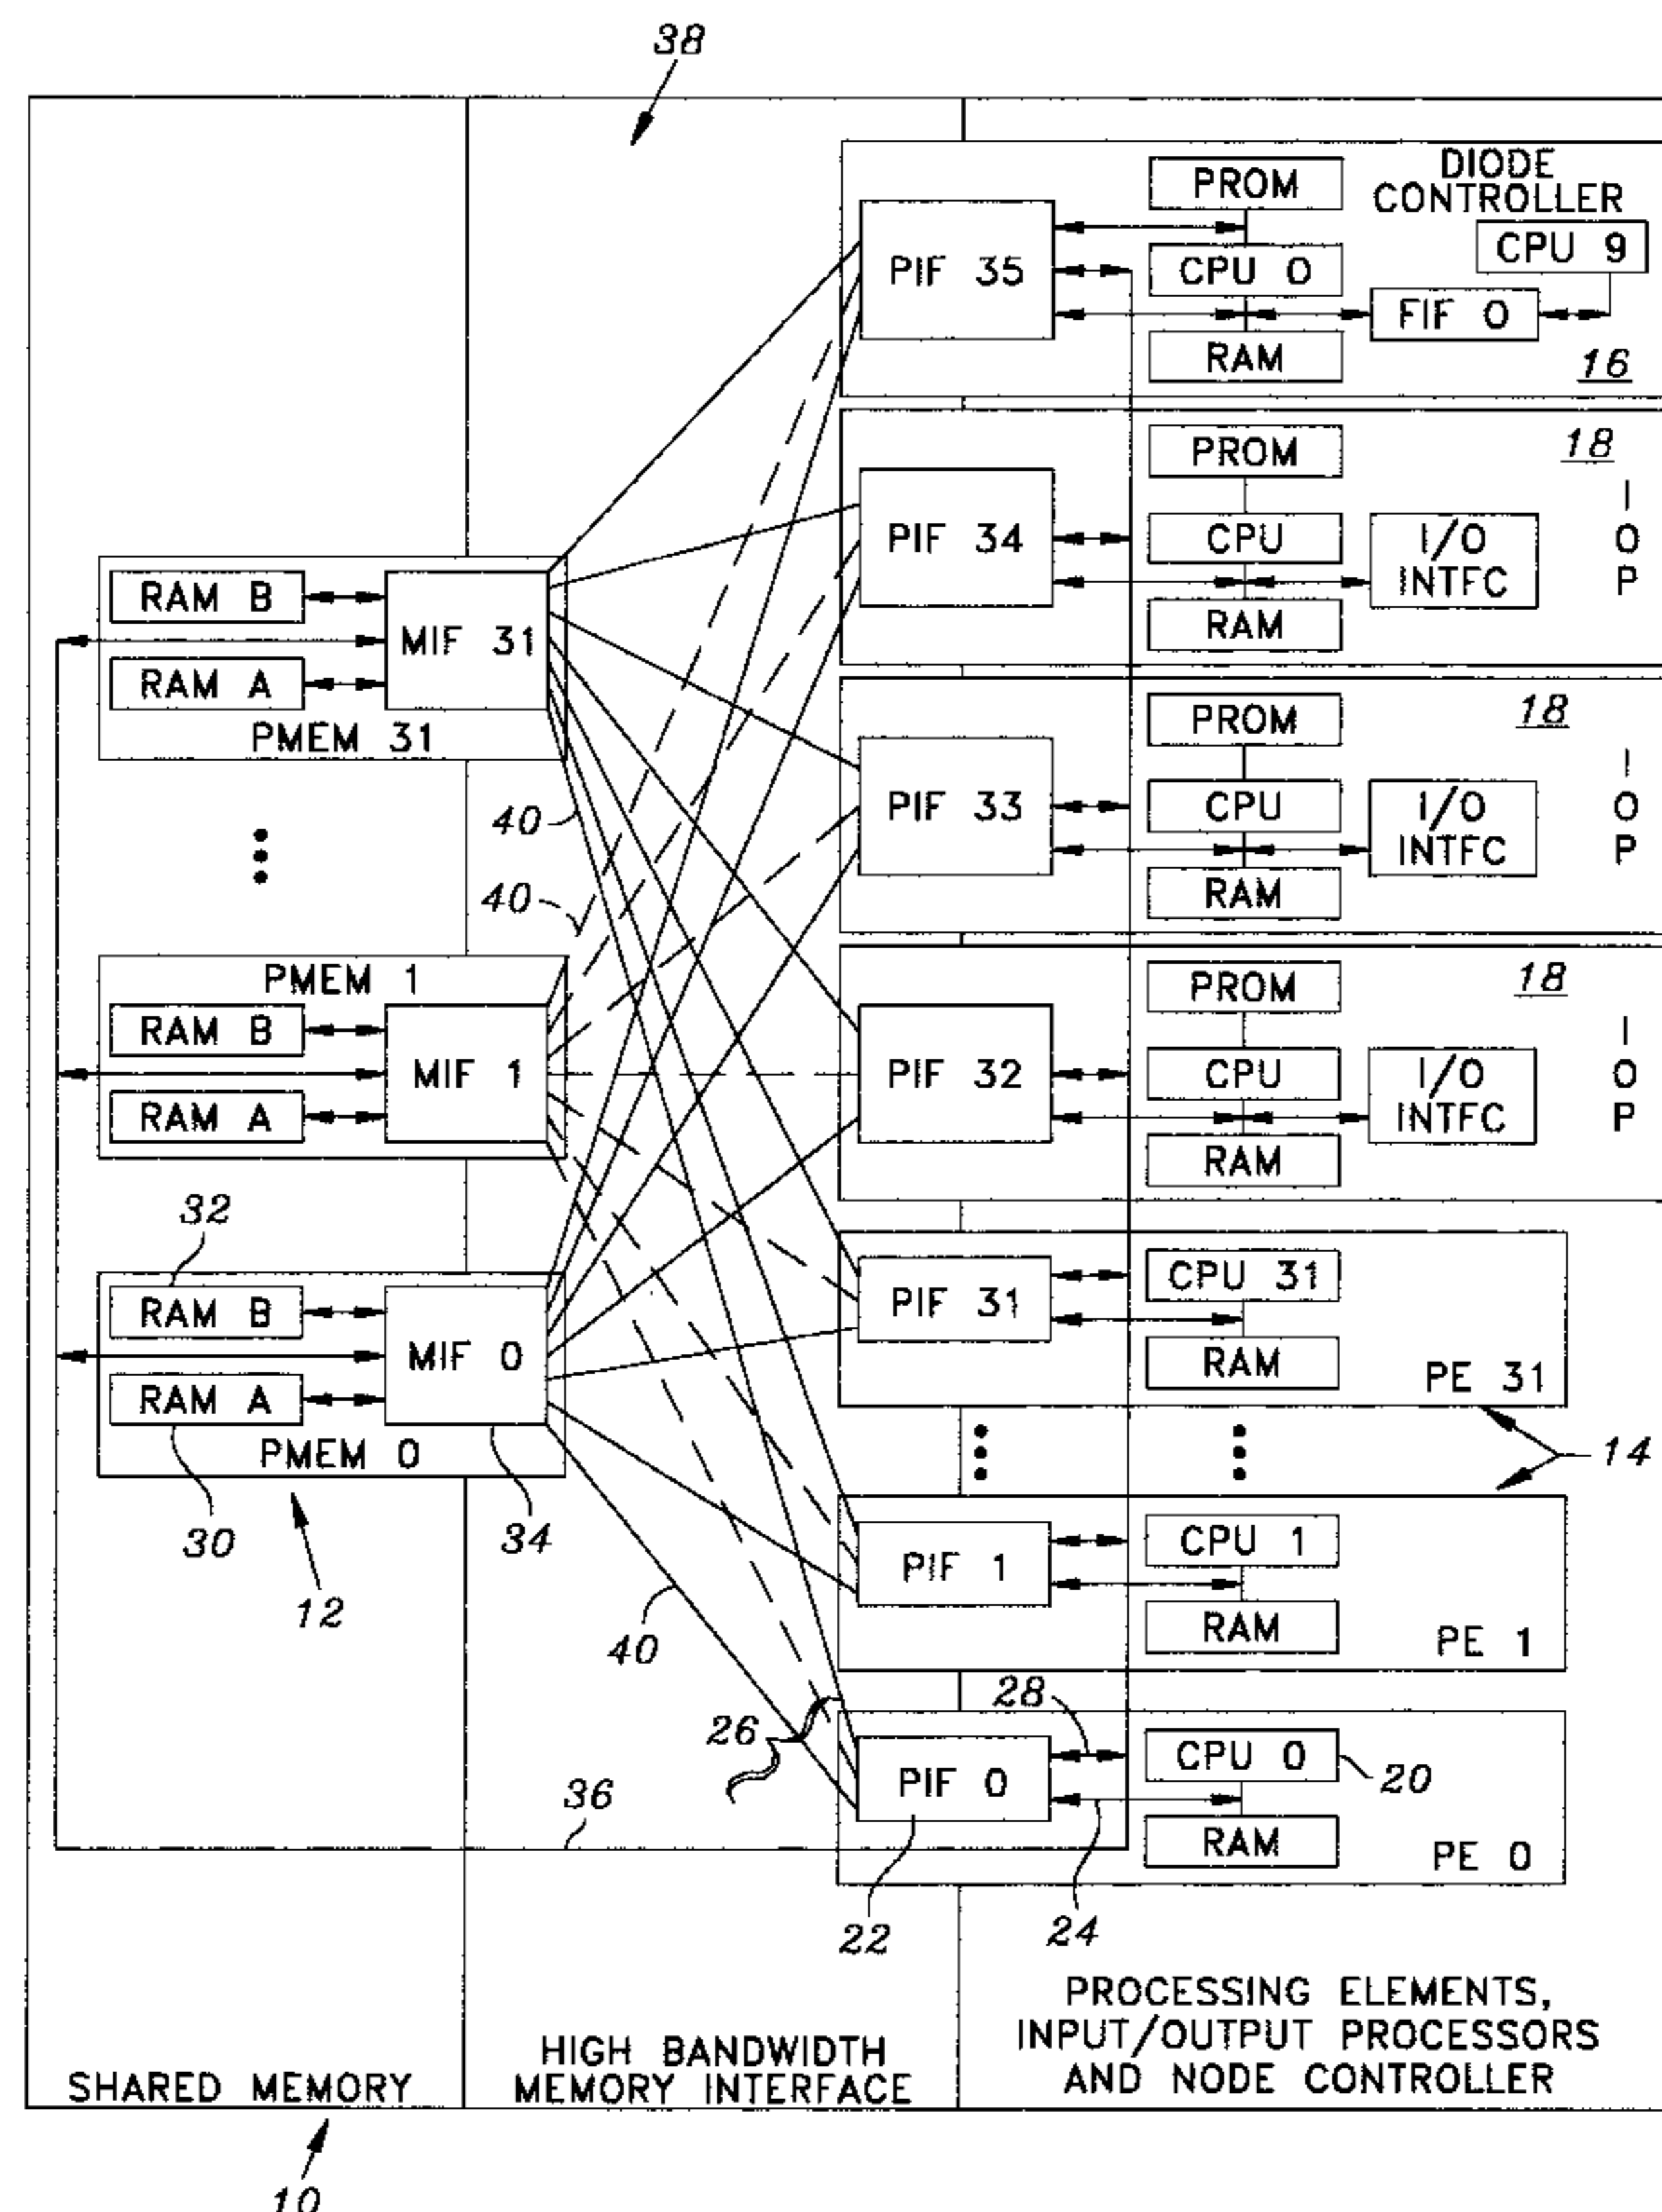 38
DIODE
CONTROLLER
PROM
CPU 9
PIF 35
CPU 0
FIF 0
RAM
16
PROM
18
PIF 34
CPU
I/O
INTFC
I
O
P
RAM
RAM B
MIF 31
RAM A
PMEM 31
PROM
18
PIF 33
CPU
I/O
INTFC
I
O
P
RAM
40
40
PMEM 1
RAM B
MIF 1
RAM A
PROM
18
PIF 32
CPU
I/O
INTFC
I
O
P
RAM
32
RAM B
MIF 0
RAM A
PMEM 0
30
12
34
PIF 31
CPU 31
RAM
PE 31
14
PIF 1
CPU 1
RAM
PE 1
40
26
28
PIF 0
CPU 0
20
RAM
PE 0
36
22
24
SHARED MEMORY
HIGH BANDWIDTH
MEMORY INTERFACE
PROCESSING ELEMENTS,
INPUT/OUTPUT PROCESSORS
AND NODE CONTROLLER
10